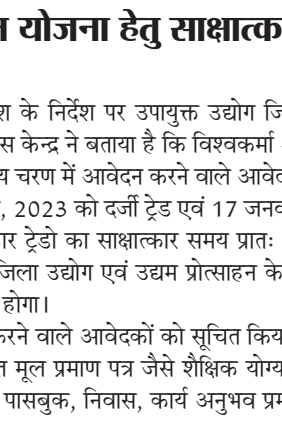 योजना हेतु साक्षात्क
के निर्देश पर उपायुक्त उद्योग जि
केन्द्र ने बताया है कि विश्वकर्मा
चरण में आवेदन करने वाले आवेद
, 2023 को दर्जी ट्रेड एवं 17 जनव
ट्रेडो का साक्षात्कार समय प्रातः
जिला उद्योग एवं उद्यम प्रोत्साहन के
होगा।
करने वाले आवेदकों को सूचित किय
मूल प्रमाण पत्र जैसे शैक्षिक योग्य
पासबुक, निवास, कार्य अनुभव प्रम